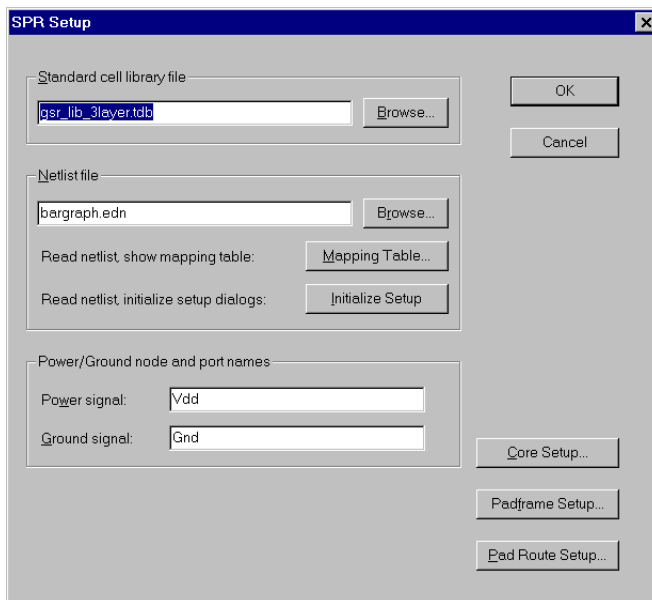 SPR Setup
Standard cell library file
gsr_lib_3layer.tdb
Browse...
OK
Cancel
Netlist file
bargraph.edn
Browse...
Read netlist, show mapping table:
Mapping Table...
Read netlist, initialize setup dialogs:
Initialize Setup
Power/Ground node and port names
Power signal:
Vdd
Ground signal:
Gnd
Core Setup...
Padframe Setup...
Pad Route Setup...